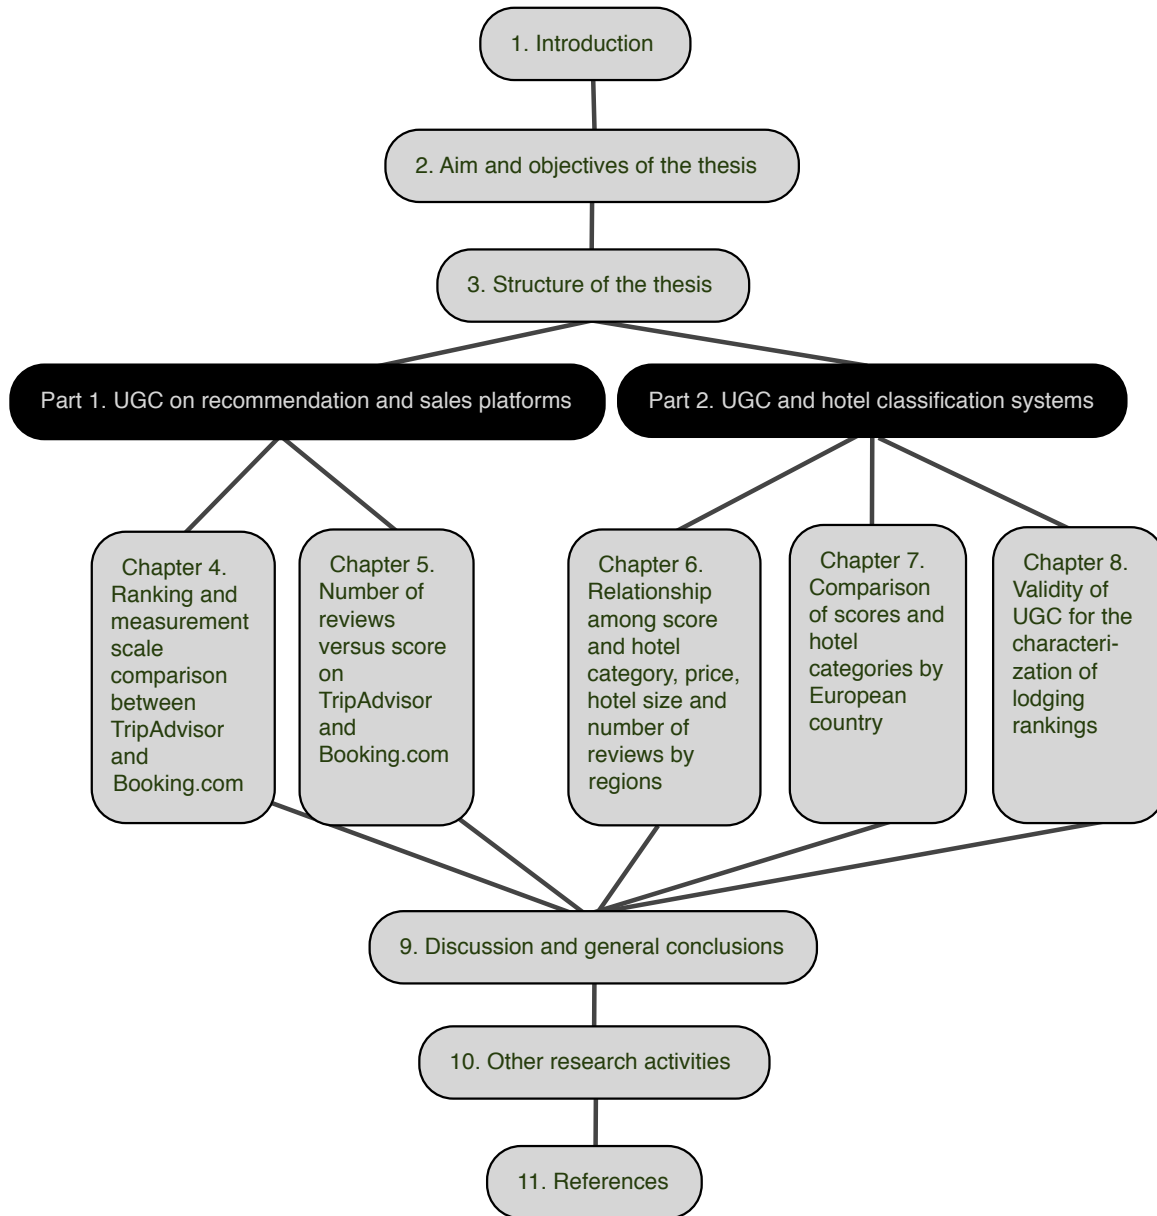 1. Introduction
2. Aim and objectives of the thesis
3. Structure of the thesis
Part 1. UGC on recommendation and sales platforms
Part 2. UGC and hotel classification systems
Chapter 4.
Ranking and
measurement
scale
comparison
between
TripAdvisor
and
Booking.com
Chapter 5.
Number of
reviews
versus score
on
TripAdvisor
and
Booking.com
Chapter 6.
Relationship
among score
and hotel
category, price,
hotel size and
number of
reviews by
regions
Chapter 7.
Comparison
of scores and
hotel
categories by
European
country
Chapter 8.
Validity of
UGC for the
characteri-
zation of
lodging
rankings
9. Discussion and general conclusions
10. Other research activities
11. References